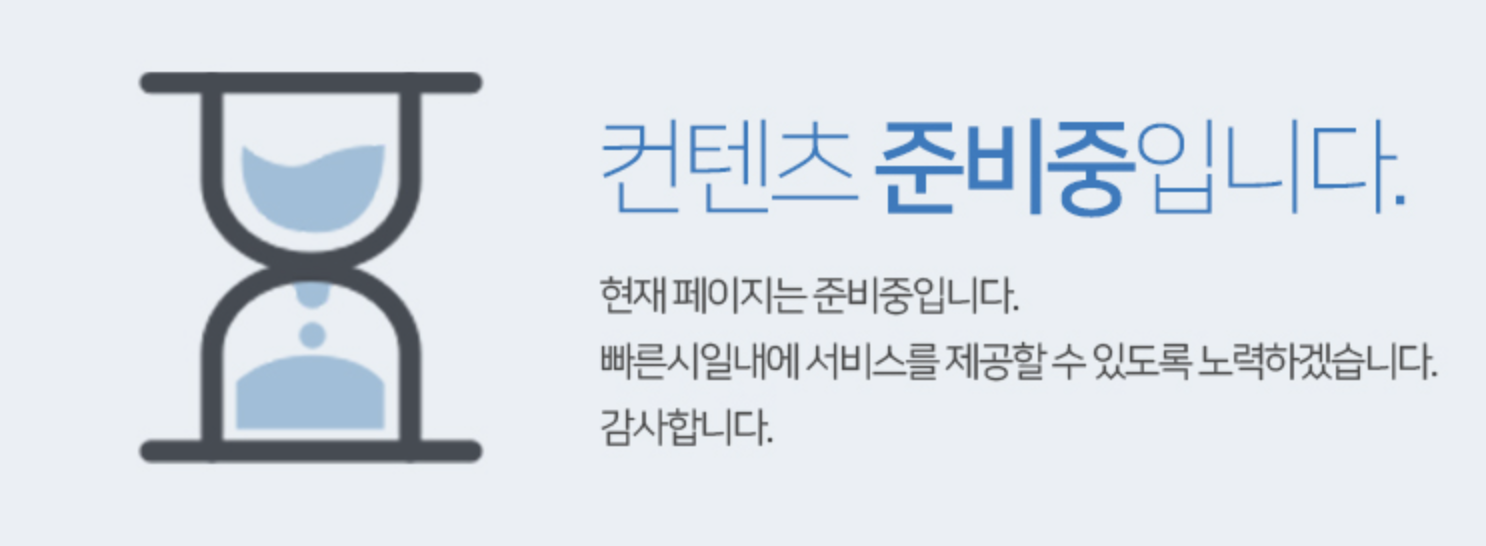 컨텐츠 준비중입니다.
현재 페이지는 준비중입니다.
빠른시일내에 서비스를 제공할 수 있도록 노력하겠습니다.
감사합니다.